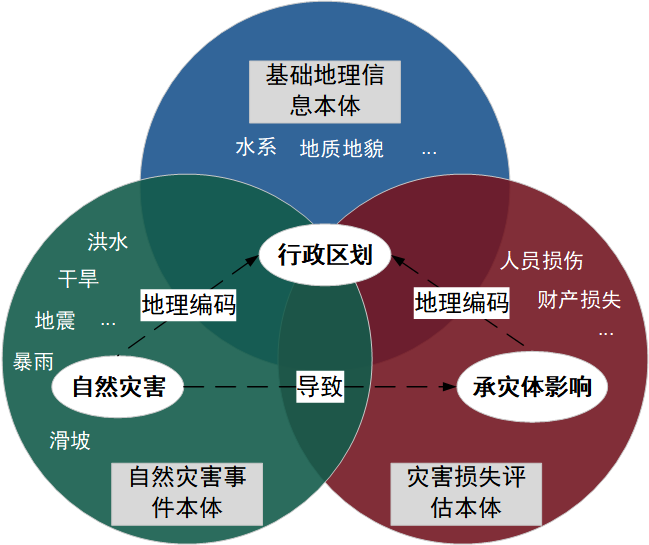 基础地理信
息本体
水系 地质地貌 ...
行政区划
洪水
干旱
地震 ...
暴雨
滑坡
人员损伤
财产损失
...
地理编码
地理编码
自然灾害
导致
承灾体影响
自然灾害事
件本体
灾害损失评
估本体